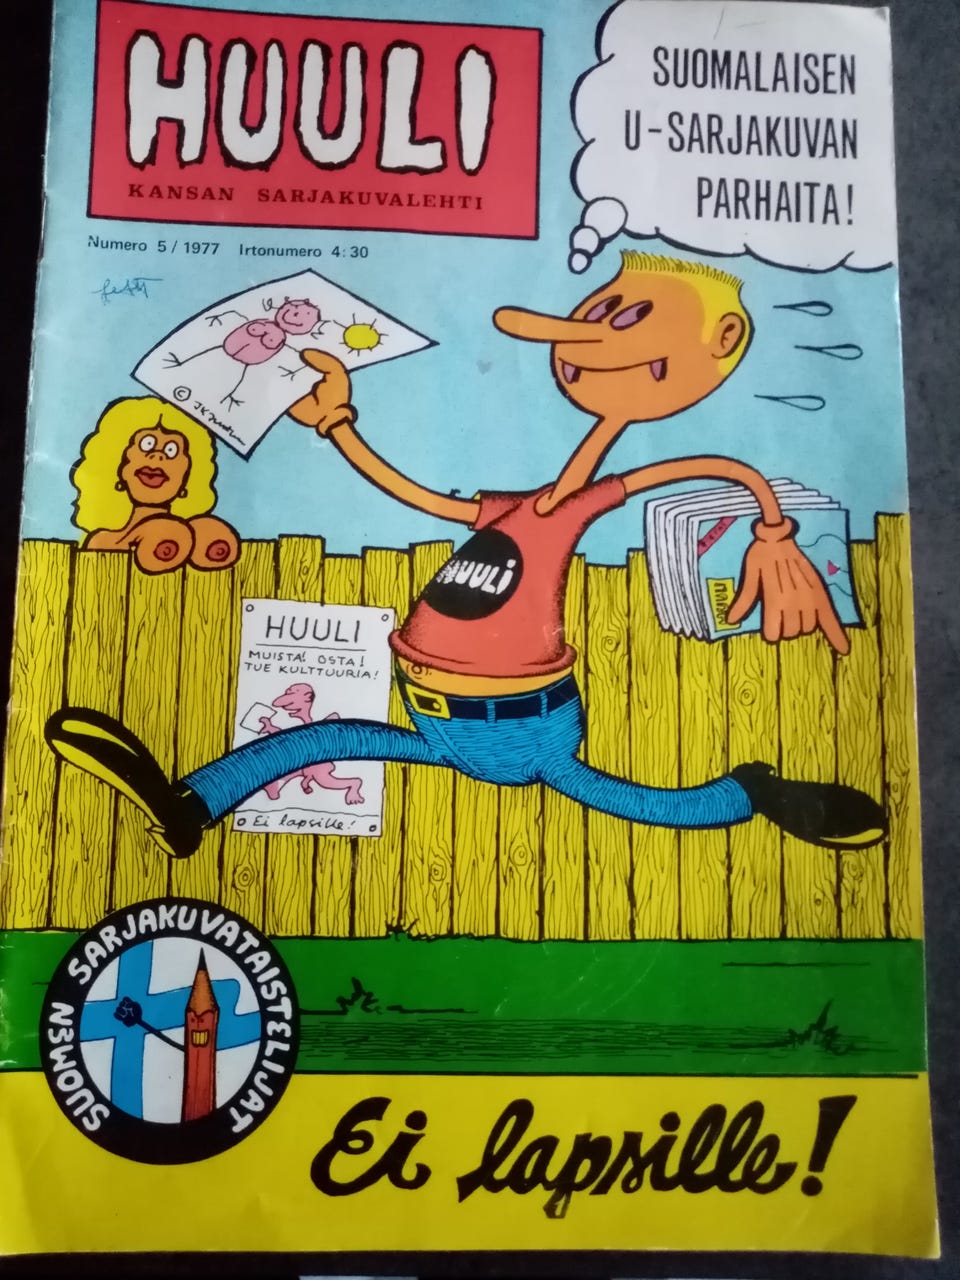 HUULI
KANSAN SARJAKUVALEHTI
SUOMALAISEN
U-SARJAKUVAN
PARHAITA!
Numero 5/1977 Irtonumero 4:30
©
HUULI
HUULI
MUISTA! OSTA!
TUE KULTTUURIA!
Ei lapsille!
SUOMEN SARJAKUVATAISTELIJAT
Ei lapsille!